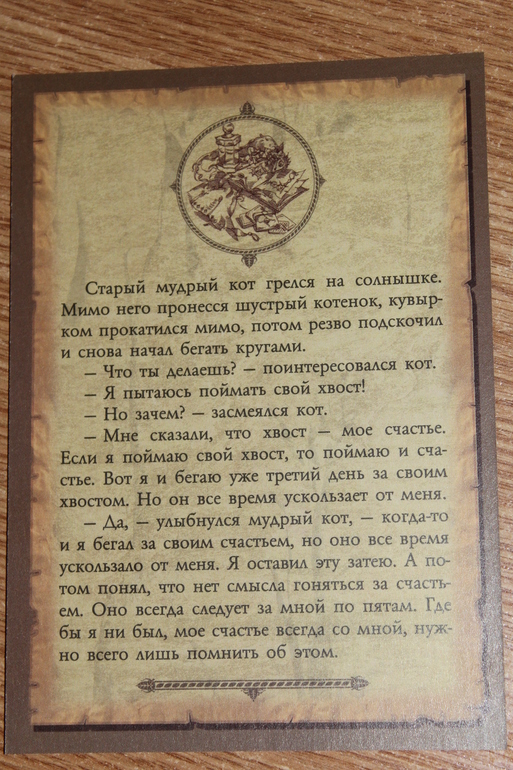 Старый мудрый кот грелся на солнышке.
Мимо него пронесся шустрый котенок, кувыр-
ком прокатился мимо, потом резво подскочил
и снова начал бегать кругами.
— Что ты делаешь? — поинтересовался кот.
— Я пытаюсь поймать свой хвост!
— Но зачем? — засмеялся кот.
— Мне сказали, что хвост — мое счастье.
Если я поймаю свой хвост, то поймаю и сча-
стье. Вот я и бегаю уже третий день за своим
хвостом. Но он все время ускользает от меня.
— Да, — улыбнулся мудрый кот, — когда-то
и я бегал за своим счастьем, но оно все время
ускользало от меня. Я оставил эту затею. А по-
том понял, что нет смысла гоняться за счасть-
ем. Оно всегда следует за мной по пятам. Где
бы я ни был, мое счастье всегда со мной, нуж-
но всего лишь помнить об этом.